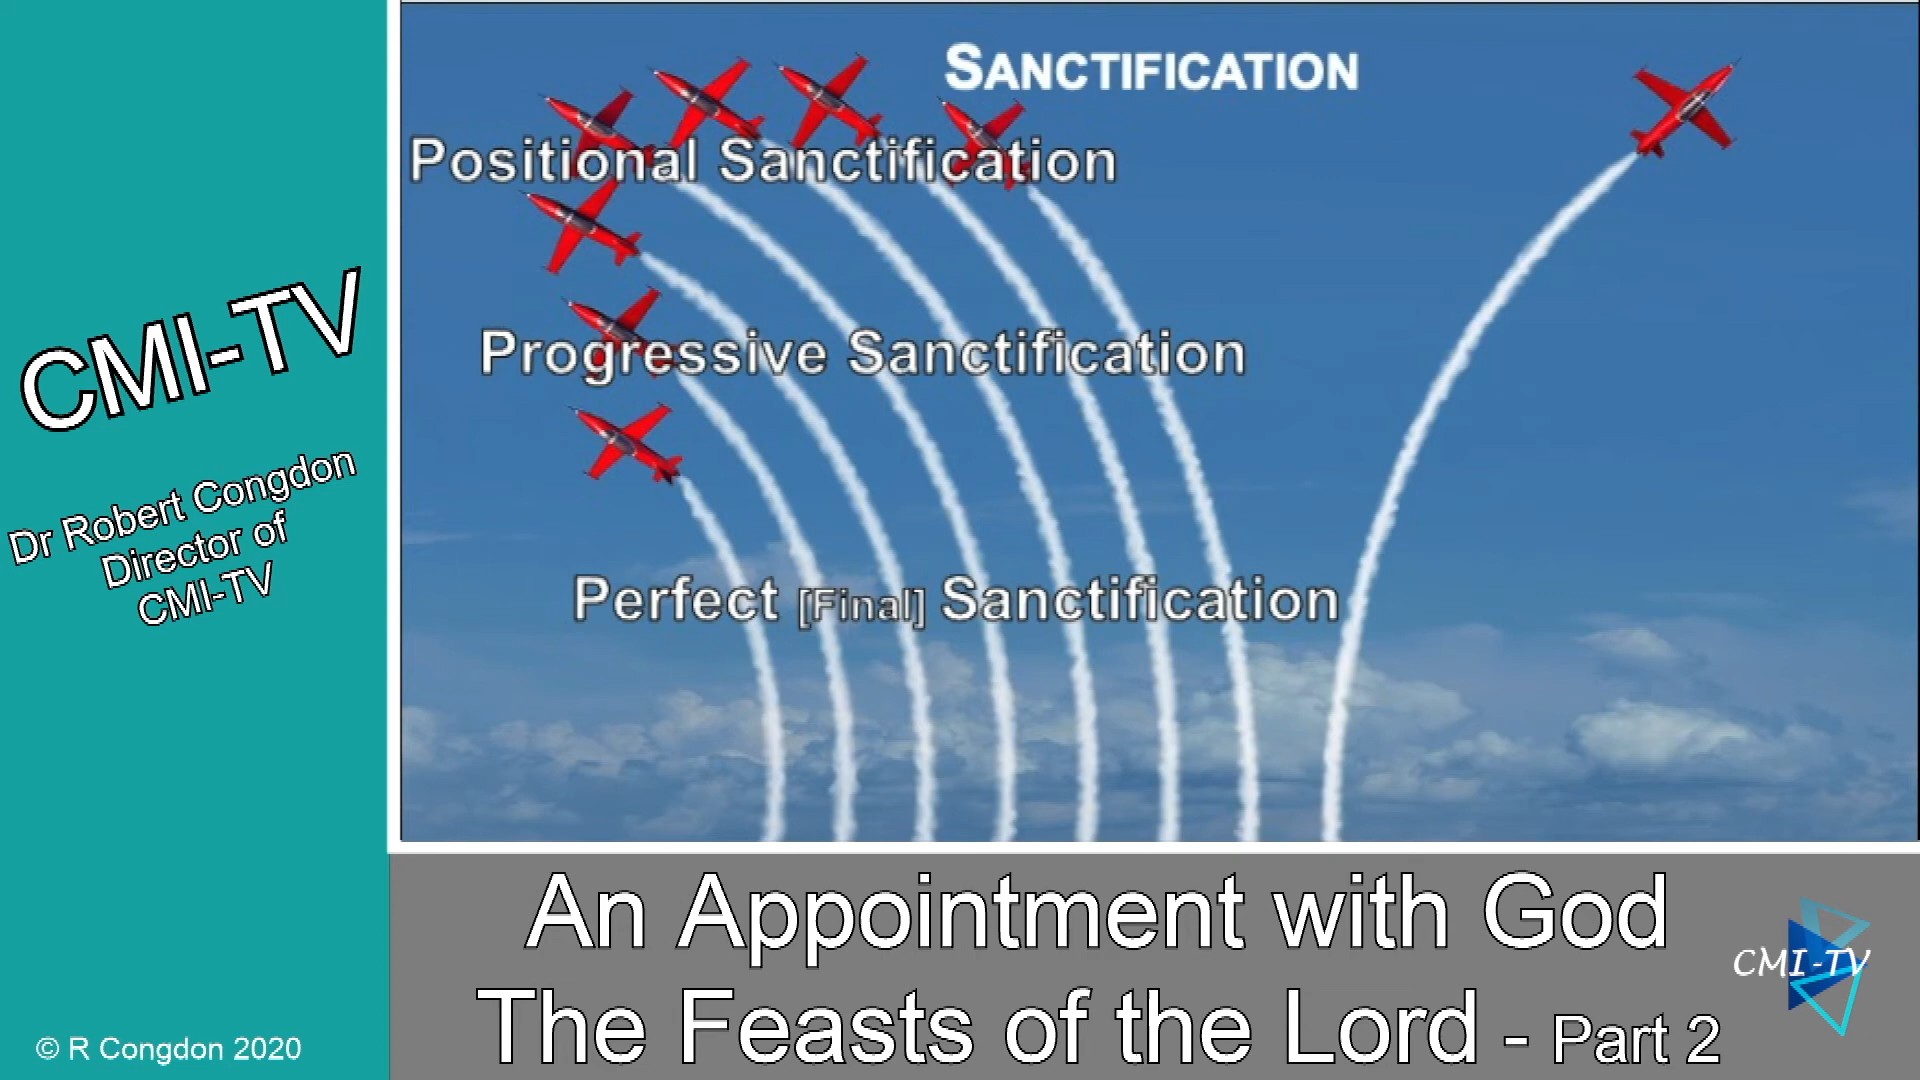 SANCTIFICATION
Positional Sanctification
Progressive Sanctification
Perfect [Final] Sanctification
CMI-TV
Dr Robert Congdon
Director of
CMI-TV
© R Congdon 2020
An Appointment with God
The Feasts of the Lord - Part 2
CMI-TV